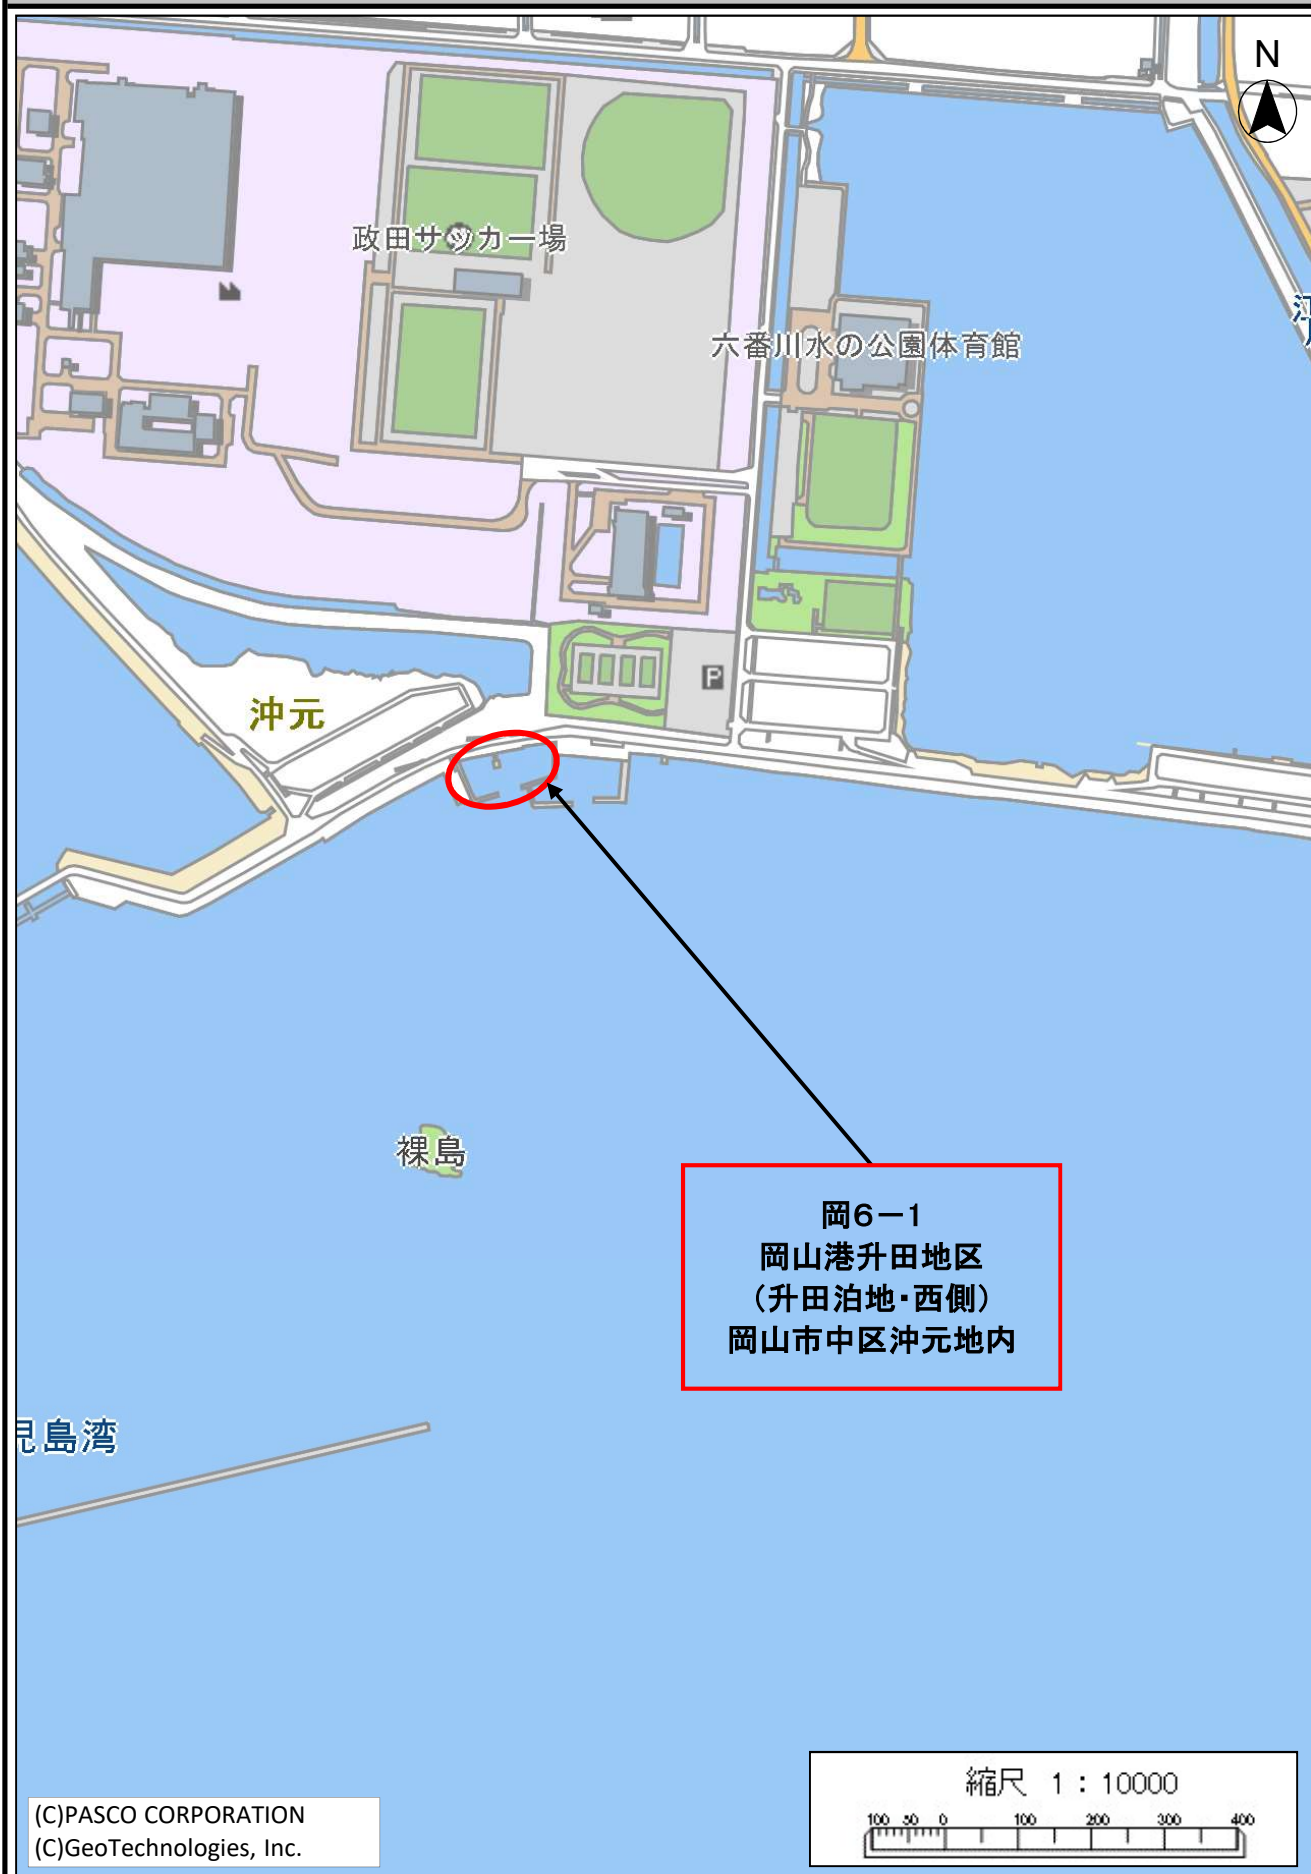 N
政田サッカー場
六番川水の公園体育館
P
沖元
裸島
岡6－1
岡山港升田地区
（升田泊地・西側）
岡山市中区沖元地内
児島湾
縮尺 1：10000
100 50 0 100 200 300 400
(C)PASCO CORPORATION
(C)GeoTechnologies, Inc.